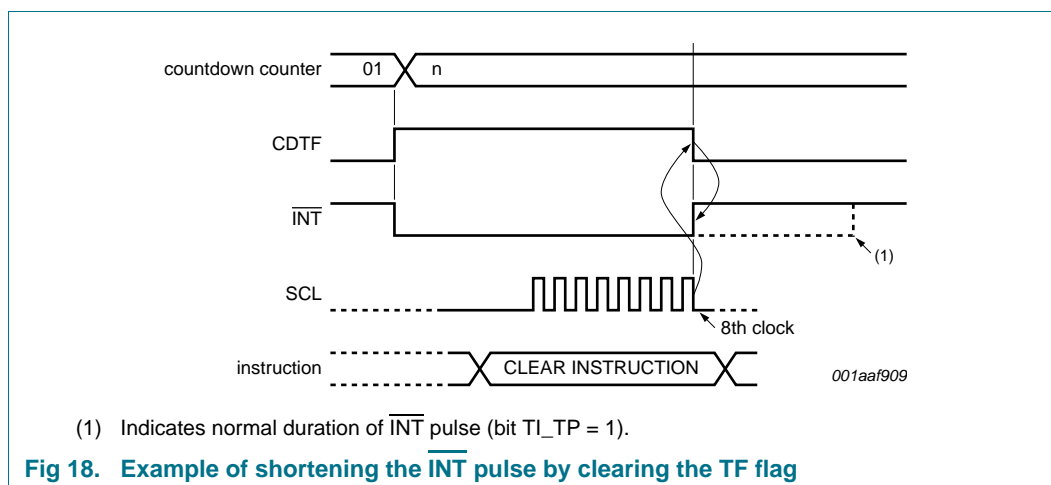 countdown counter 01 n
CDTF
INT
(1)
SCL
8th clock
instruction CLEAR INSTRUCTION
001aaf909
(1) Indicates normal duration of INT pulse (bit TI_TP = 1).
Fig 18. Example of shortening the INT pulse by clearing the TF flag